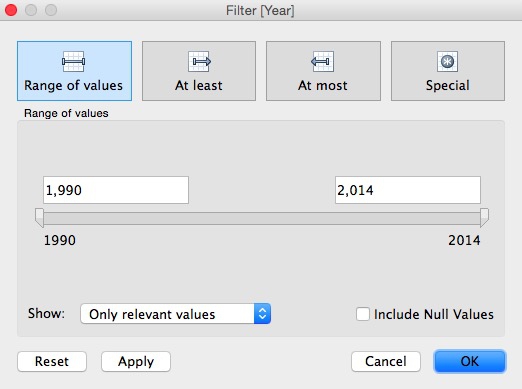 Filter [Year]
Range of values
At least
At most
Special
Range of values
1,990
2,014
1990
2014
Show:
Only relevant values
Include Null Values
Reset
Apply
Cancel
OK